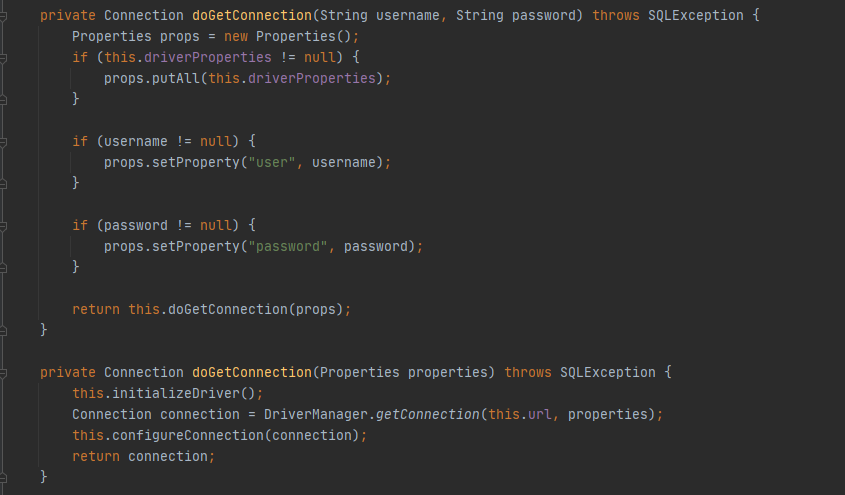 private Connection doGetConnection(String username, String password) throws SQLException {
    Properties props = new Properties();
    if (this.driverProperties != null) {
        props.putAll(this.driverProperties);
    }

    if (username != null) {
        props.setProperty("user", username);
    }

    if (password != null) {
        props.setProperty("password", password);
    }

    return this.doGetConnection(props);
}

private Connection doGetConnection(Properties properties) throws SQLException {
    this.initializeDriver();
    Connection connection = DriverManager.getConnection(this.url, properties);
    this.configureConnection(connection);
    return connection;
}